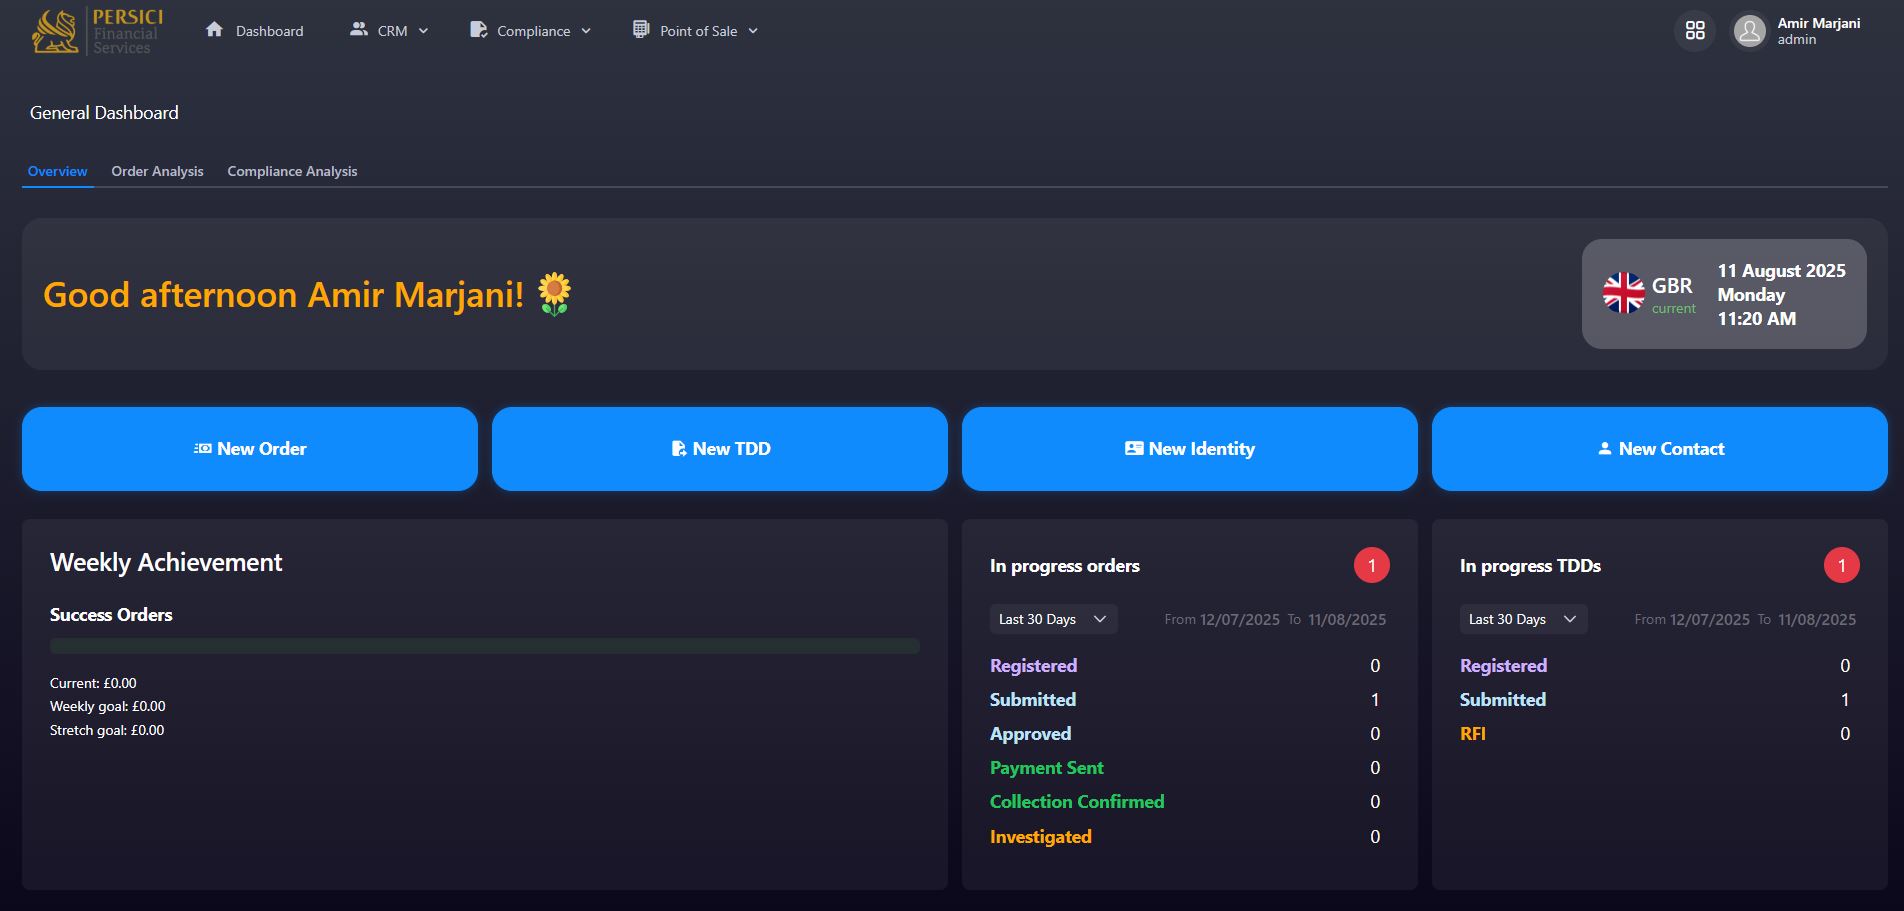 PERSICI
Financial
Services
Dashboard
CRM
Compliance
Point of Sale
Amir Marjani
admin
General Dashboard
Overview
Order Analysis
Compliance Analysis
Good afternoon Amir Marjani! 🌻
GBR
current
11 August 2025
Monday
11:20 AM
New Order
New TDD
New Identity
New Contact
Weekly Achievement
Success Orders
Current: £0.00
Weekly goal: £0.00
Stretch goal: £0.00
In progress orders 1
Last 30 Days From 12/07/2025 To 11/08/2025
Registered 0
Submitted 1
Approved 0
Payment Sent 0
Collection Confirmed 0
Investigated 0
In progress TDDs 1
Last 30 Days From 12/07/2025 To 11/08/2025
Registered 0
Submitted 1
RFI 0